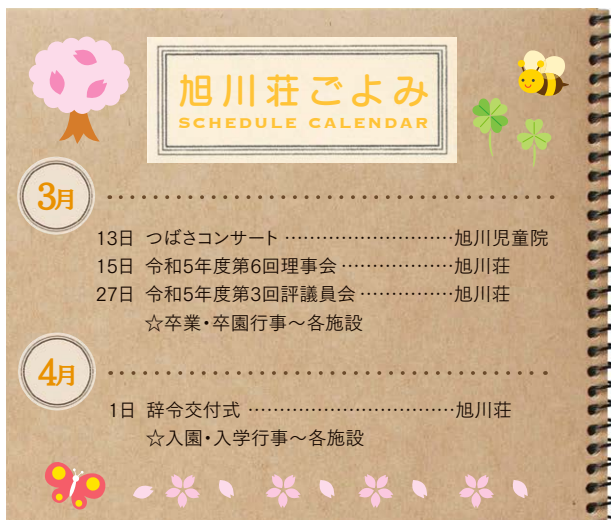 旭川荘ごよみ
SCHEDULE CALENDAR
3月
13日 つばさコンサート…………………………旭川児童院
15日 令和5年度第6回理事会………………旭川荘
27日 令和5年度第3回評議員会……………旭川荘
☆卒業・卒園行事〜各施設
4月
1日 辞令交付式………………………………旭川荘
☆入園・入学行事〜各施設